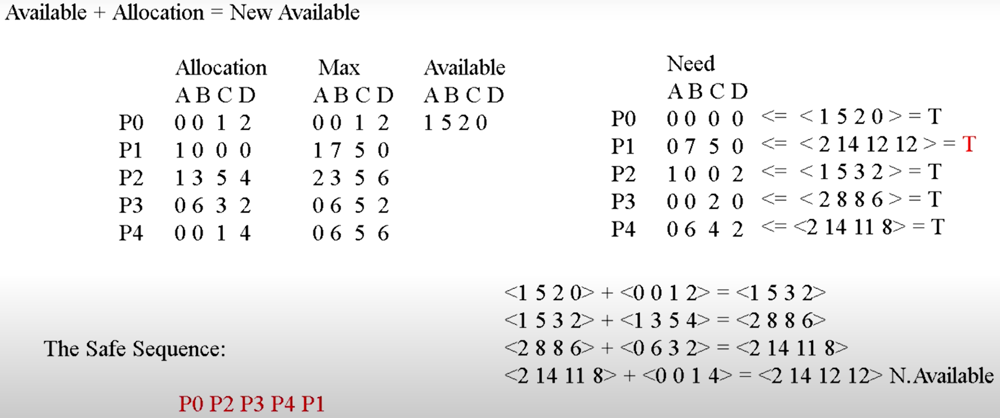 Available + Allocation = New Available
Allocation Max Available
A B C D A B C D A B C D
P0 0 0 1 2 0 0 1 2 1 5 2 0
P1 1 0 0 0 1 7 5 0
P2 1 3 5 4 2 3 5 6
P3 0 6 3 2 0 6 5 2
P4 0 0 1 4 0 6 5 6
Need
A B C D
P0 0 0 0 0 <= < 1 5 2 0 > = T
P1 0 7 5 0 <= < 2 14 12 12 > = T
P2 1 0 0 2 <= < 1 5 3 2 > = T
P3 0 0 2 0 <= < 2 8 8 6 > = T
P4 0 6 4 2 <= <2 14 11 8> = T
<1 5 2 0> + <0 0 1 2> = <1 5 3 2>
<1 5 3 2> + <1 3 5 4> = <2 8 8 6>
<2 8 8 6> + <0 6 3 2> = <2 14 11 8>
<2 14 11 8> + <0 0 1 4> = <2 14 12 12> N.Available
The Safe Sequence:
P0 P2 P3 P4 P1